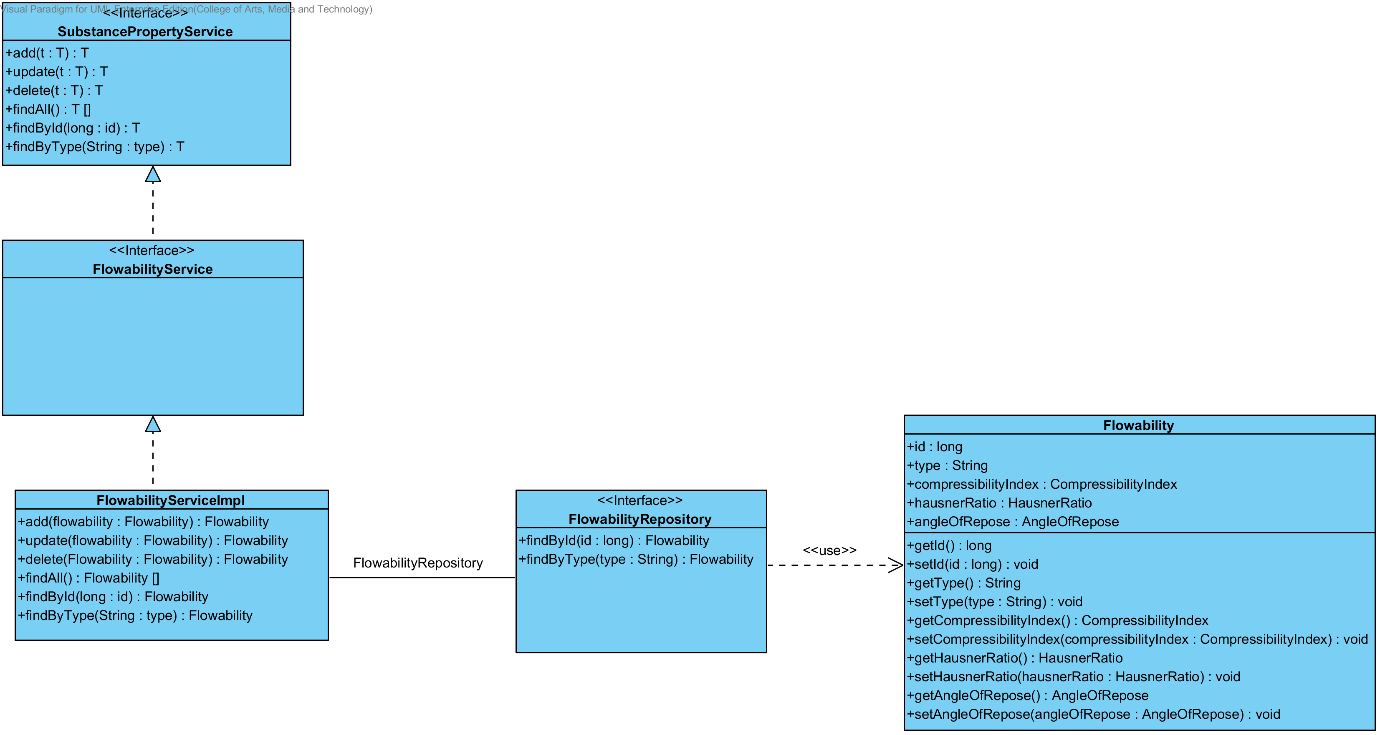 Visual Paradigm for UML Enterprise Edition(College of Arts, Media and Technology)
<<Interface>>
SubstancePropertyService
+add(t : T) : T
+update(t : T) : T
+delete(t : T) : T
+findAll() : T []
+findById(long : id) : T
+findByType(String : type) : T
<<Interface>>
FlowabilityService
FlowabilityServiceImpl
+add(flowability : Flowability) : Flowability
+update(flowability : Flowability) : Flowability
+delete(Flowability : Flowability) : Flowability
+findAll() : Flowability []
+findById(long : id) : Flowability
+findByType(String : type) : Flowability
FlowabilityRepository
<<Interface>>
FlowabilityRepository
+findById(id : long) : Flowability
+findByType(type : String) : Flowability
<<use>>
Flowability
+id : long
+type : String
+compressibilityIndex : CompressibilityIndex
+hausnerRatio : HausnerRatio
+angleOfRepose : AngleOfRepose
+getId() : long
+setId(id : long) : void
+getType() : String
+setType(type : String) : void
+getCompressibilityIndex() : CompressibilityIndex
+setCompressibilityIndex(compressibilityIndex : CompressibilityIndex) : void
+getHausnerRatio() : HausnerRatio
+setHausnerRatio(hausnerRatio : HausnerRatio) : void
+getAngleOfRepose() : AngleOfRepose
+setAngleOfRepose(angleOfRepose : AngleOfRepose) : void